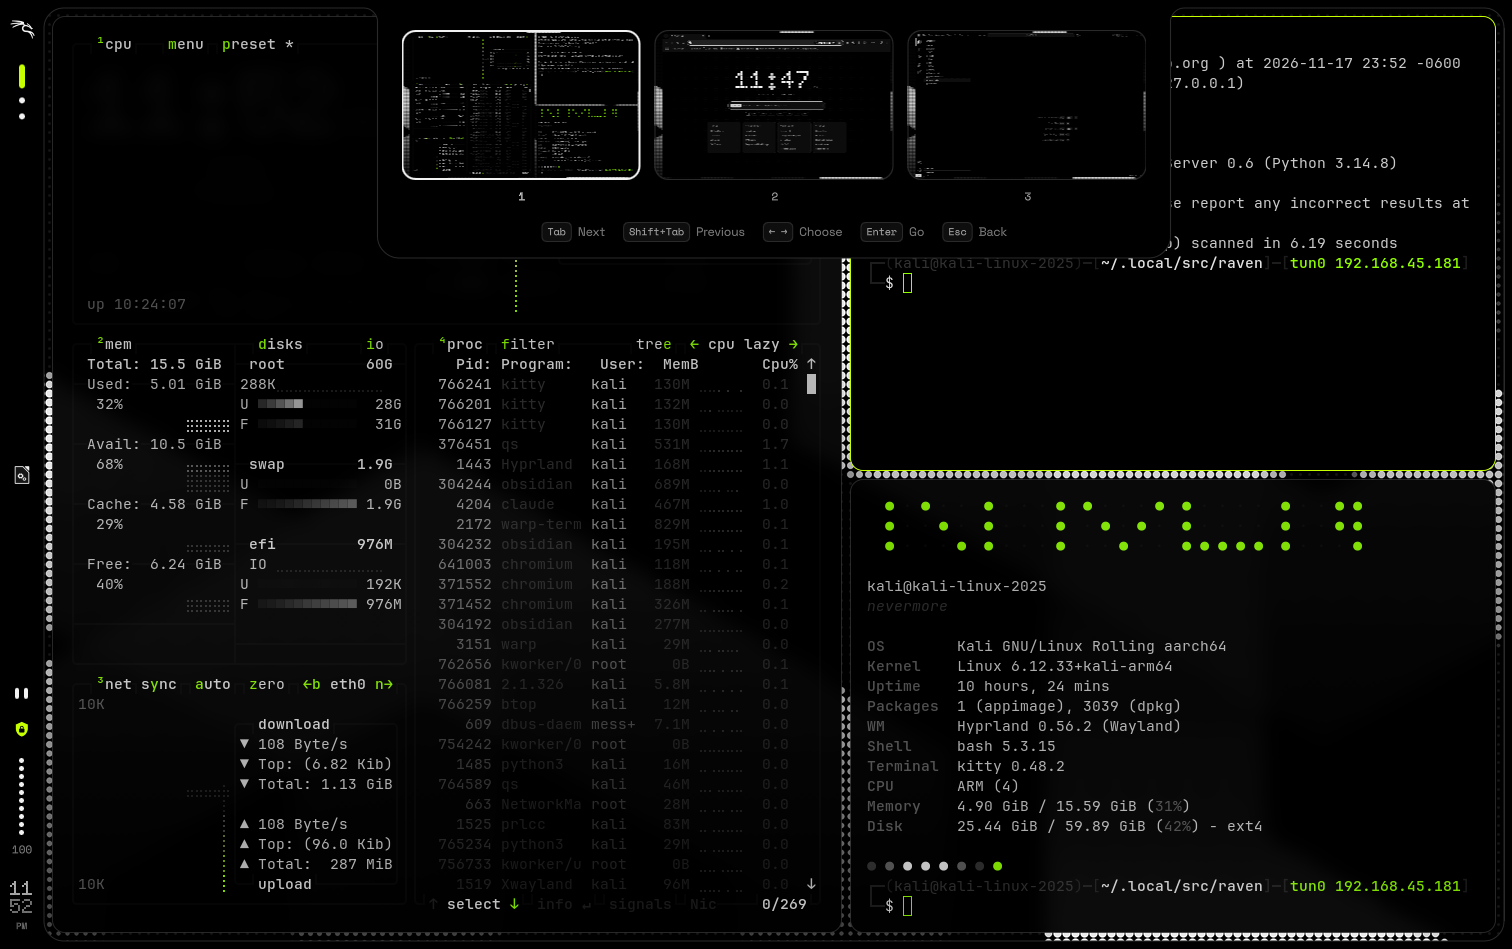 ¹cpu menu preset *
up 10:24:07
11:47
1 2 3
Tab Next Shift+Tab Previous ← → Choose Enter Go Esc Back
.org ) at 2026-11-17 23:52 -0600
27.0.0.1)
erver 0.6 (Python 3.14.8)
e report any incorrect results at
) scanned in 6.19 seconds
(kali@kali-linux-2025)-[~/.local/src/raven]-[tun0 192.168.45.181]
$
²mem
Total: 15.5 GiB
Used: 5.01 GiB
32%
Avail: 10.5 GiB
68%
Cache: 4.58 GiB
29%
Free: 6.24 GiB
40%
disks io
root 60G
288K
U 28G
F 31G
swap 1.9G
U 0B
F 1.9G
efi 976M
IO
U 192K
F 976M
³net sync auto zero ←b eth0 n→
10K
download
▼ 108 Byte/s
▼ Top: (6.82 Kib)
▼ Total: 1.13 GiB
▲ 108 Byte/s
▲ Top: (96.0 Kib)
▲ Total: 287 MiB
10K
upload
⁴proc filter tree ← cpu lazy →
Pid: Program: User: MemB Cpu% ↑
766241 kitty kali 130M 0.1
766201 kitty kali 132M 0.0
766127 kitty kali 130M 0.0
376451 qs kali 531M 1.7
1443 Hyprland kali 168M 1.1
304244 obsidian kali 689M 0.0
4204 claude kali 467M 1.0
2172 warp-term kali 829M 0.1
304232 obsidian kali 195M 0.1
641003 chromium kali 118M 0.1
371552 chromium kali 188M 0.2
371452 chromium kali 326M 0.1
304192 obsidian kali 277M 0.0
3151 warp kali 29M 0.0
762656 kworker/0 root 0B 0.1
766081 2.1.326 kali 5.8M 0.1
766259 btop kali 12M 0.0
609 dbus-daem mess+ 7.1M 0.0
754242 kworker/0 root 0B 0.0
1485 python3 kali 16M 0.0
764589 qs kali 46M 0.0
663 NetworkMa root 28M 0.0
1525 prlcc kali 83M 0.0
765234 python3 kali 29M 0.0
756733 kworker/u root 0B 0.0
1519 Xwayland kali 96M 0.0 ↓
↑ select ↓ info ↵ signals Nic 0/269
kali@kali-linux-2025
nevermore
OS Kali GNU/Linux Rolling aarch64
Kernel Linux 6.12.33+kali-arm64
Uptime 10 hours, 24 mins
Packages 1 (appimage), 3039 (dpkg)
WM Hyprland 0.56.2 (Wayland)
Shell bash 5.3.15
Terminal kitty 0.48.2
CPU ARM (4)
Memory 4.90 GiB / 15.59 GiB (31%)
Disk 25.44 GiB / 59.89 GiB (42%) - ext4
(kali@kali-linux-2025)-[~/.local/src/raven]-[tun0 192.168.45.181]
$
100
11
52
PM